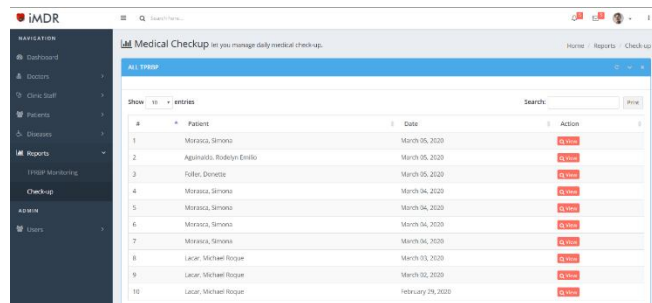 iMDR
Search here...
NAVIGATION
Dashboard
Doctors
Clinic Staff
Patients
Diseases
Reports
TPRBP Monitoring
Check-up
ADMIN
Users
Medical Checkup let you manage daily medical check-up.
Home / Reports / Check-up
ALL TPRBP
Show 10 entries
Search:
Print
# Patient Date Action
1 Morasca, Simona March 05, 2020 View
2 Aguinaldo, Rodelyn Emilio March 05, 2020 View
3 Foller, Donette March 05, 2020 View
4 Morasca, Simona March 04, 2020 View
5 Morasca, Simona March 04, 2020 View
6 Morasca, Simona March 04, 2020 View
7 Morasca, Simona March 04, 2020 View
8 Lacar, Michael Roque March 03, 2020 View
9 Lacar, Michael Roque March 02, 2020 View
10 Lacar, Michael Roque February 29, 2020 View